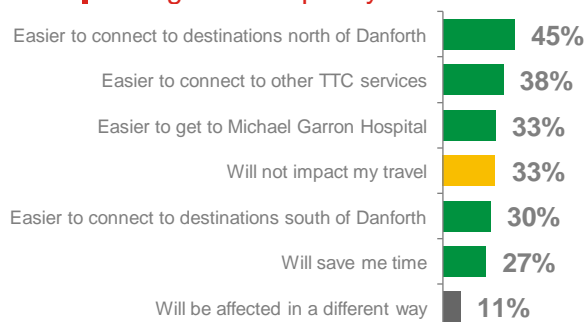 Easier to connect to destinations north of Danforth 45%
Easier to connect to other TTC services 38%
Easier to get to Michael Garron Hospital 33%
Will not impact my travel 33%
Easier to connect to destinations south of Danforth 30%
Will save me time 27%
Will be affected in a different way 11%